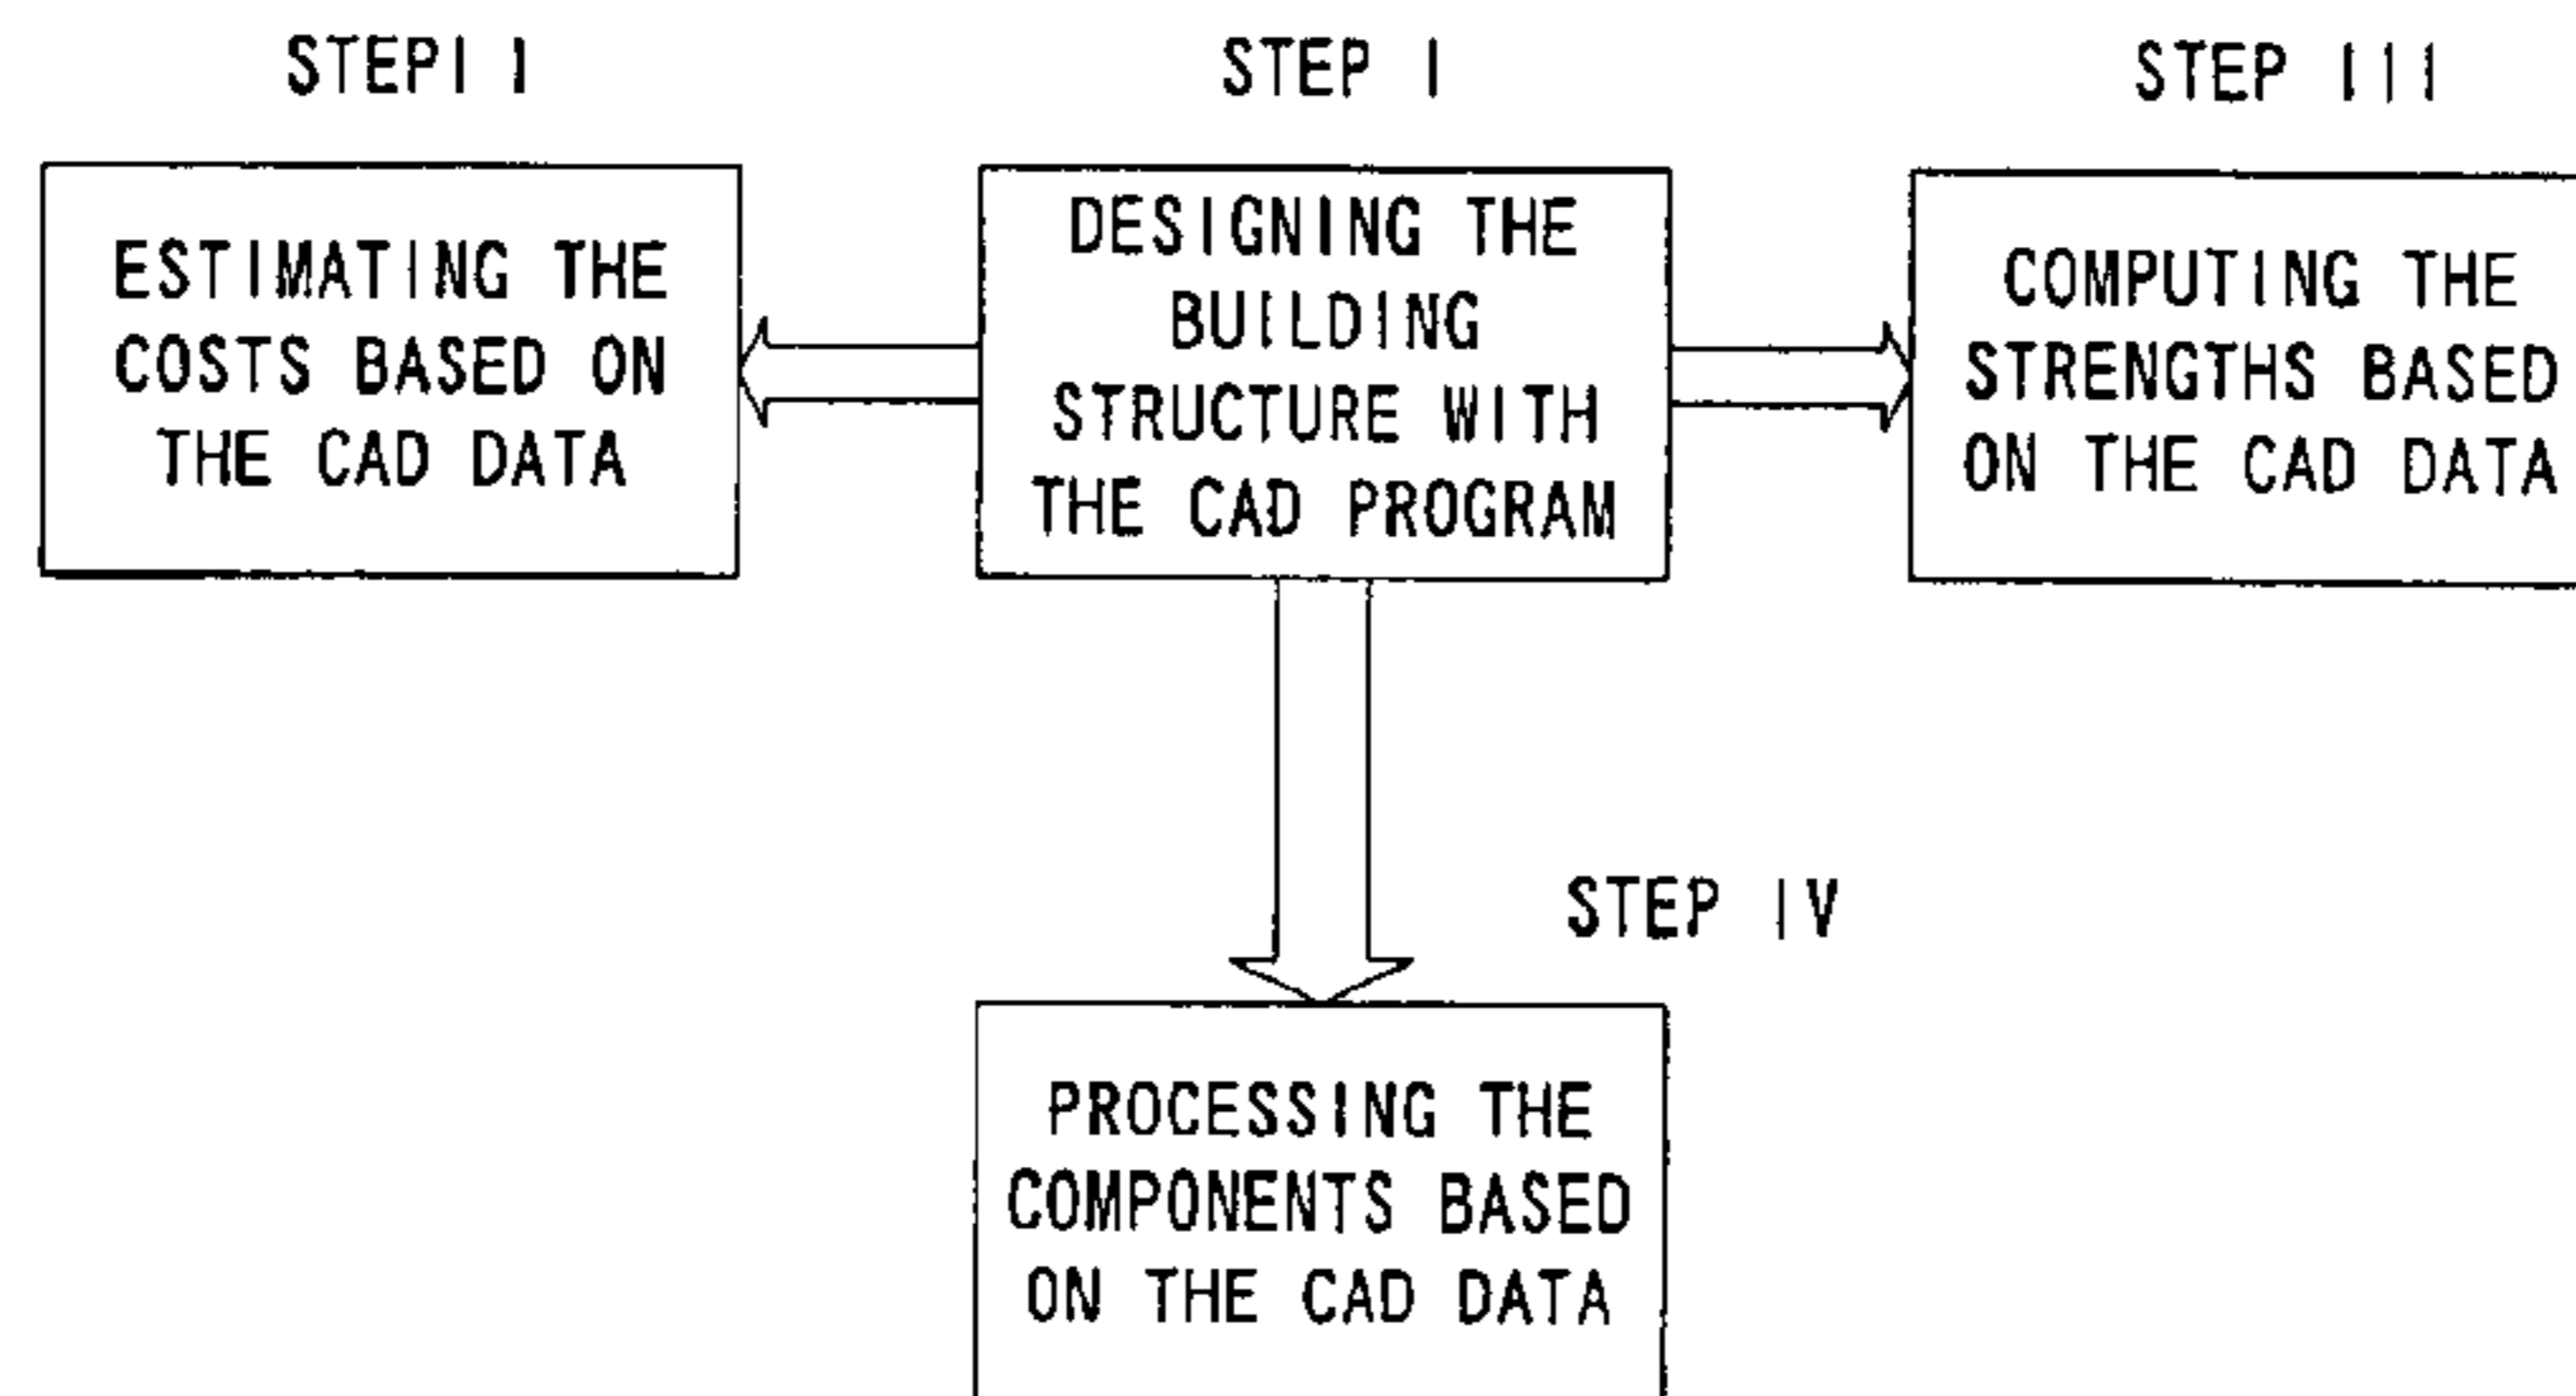 STEPI I
ESTIMATING THE
COSTS BASED ON
THE CAD DATA
STEP I
DESIGNING THE
BUILDING
STRUCTURE WITH
THE CAD PROGRAM
STEP III
COMPUTING THE
STRENGTHS BASED
ON THE CAD DATA
STEP IV
PROCESSING THE
COMPONENTS BASED
ON THE CAD DATA